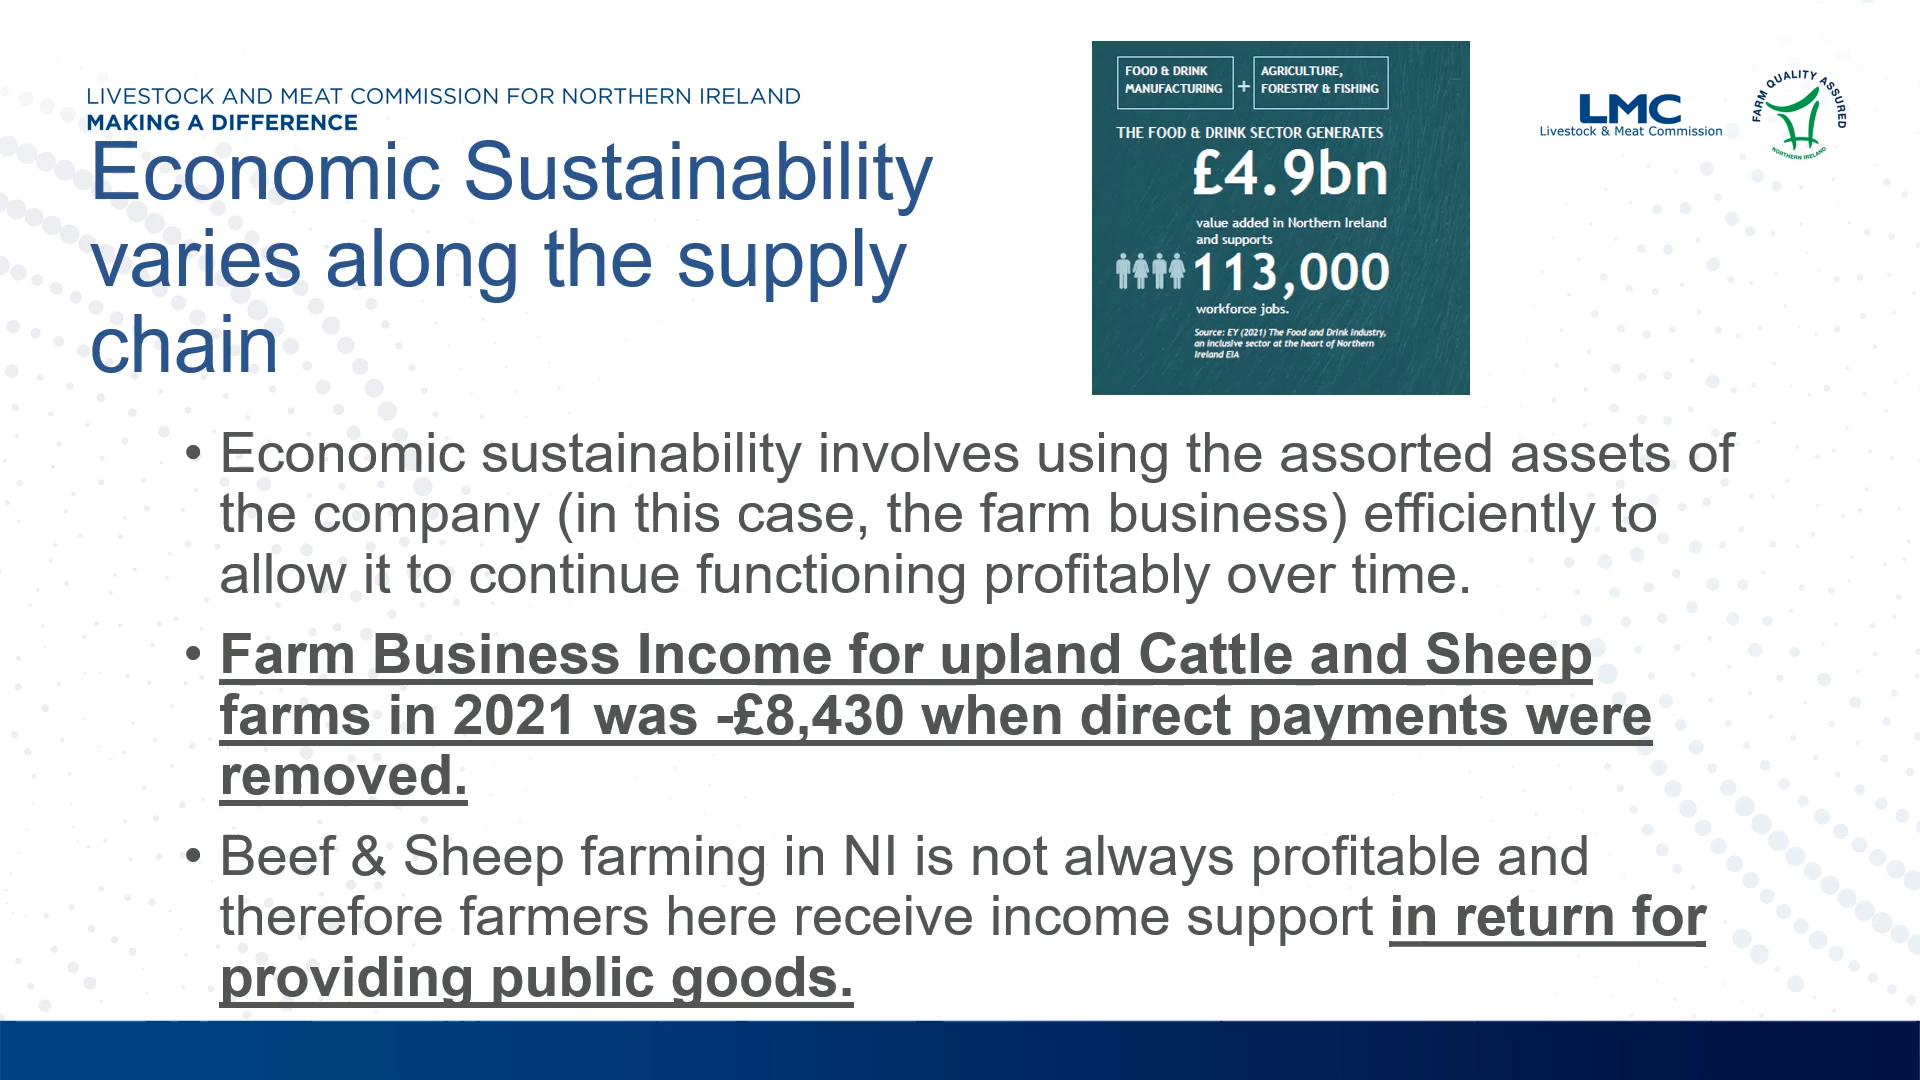 LIVESTOCK AND MEAT COMMISSION FOR NORTHERN IRELAND
MAKING A DIFFERENCE
Economic Sustainability
varies along the supply
chain
FOOD & DRINK
MANUFACTURING
+
AGRICULTURE,
FORESTRY & FISHING
THE FOOD & DRINK SECTOR GENERATES
£4.9bn
value added in Northern Ireland
and supports
113,000
workforce jobs.
Source: EY (2021) The Food and Drink Industry,
an inclusive sector at the heart of Northern
Ireland EIA
LMC
Livestock & Meat Commission
FARM QUALITY ASSURED
NORTHERN IRELAND
• Economic sustainability involves using the assorted assets of
the company (in this case, the farm business) efficiently to
allow it to continue functioning profitably over time.
• Farm Business Income for upland Cattle and Sheep
farms in 2021 was -£8,430 when direct payments were
removed.
• Beef & Sheep farming in NI is not always profitable and
therefore farmers here receive income support in return for
providing public goods.